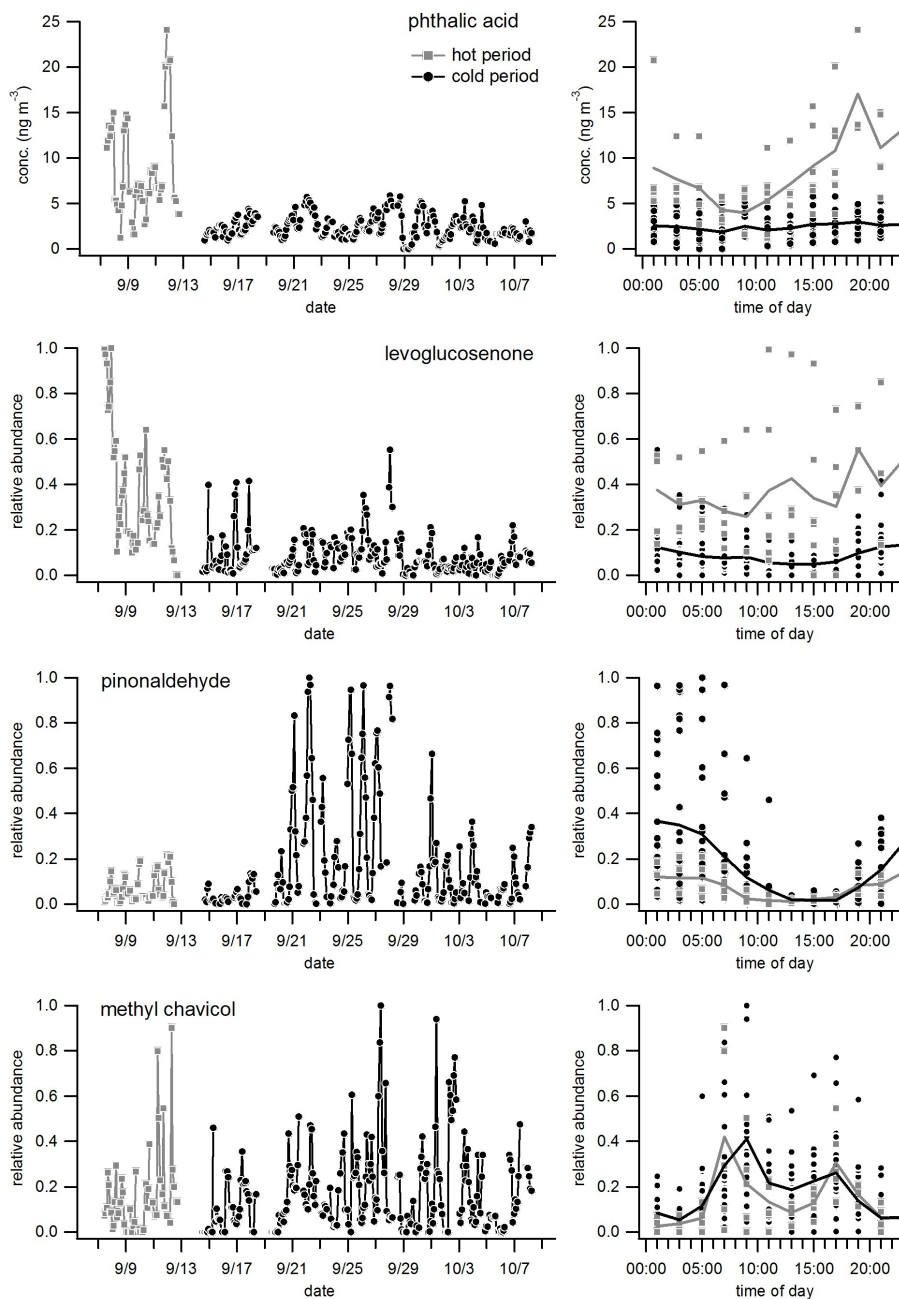 phthalic acid
hot period
cold period
conc. (ng m⁻³)
25
20
15
10
5
0
9/9 9/13 9/17 9/21 9/25 9/29 10/3 10/7
date
conc. (ng m⁻³)
25
20
15
10
5
0
00:00 05:00 10:00 15:00 20:00
time of day
levoglucosenone
relative abundance
1.0
0.8
0.6
0.4
0.2
0.0
9/9 9/13 9/17 9/21 9/25 9/29 10/3 10/7
date
relative abundance
1.0
0.8
0.6
0.4
0.2
0.0
00:00 05:00 10:00 15:00 20:00
time of day
pinonaldehyde
relative abundance
1.0
0.8
0.6
0.4
0.2
0.0
9/9 9/13 9/17 9/21 9/25 9/29 10/3 10/7
date
relative abundance
1.0
0.8
0.6
0.4
0.2
0.0
00:00 05:00 10:00 15:00 20:00
time of day
methyl chavicol
relative abundance
1.0
0.8
0.6
0.4
0.2
0.0
9/9 9/13 9/17 9/21 9/25 9/29 10/3 10/7
date
relative abundance
1.0
0.8
0.6
0.4
0.2
0.0
00:00 05:00 10:00 15:00 20:00
time of day